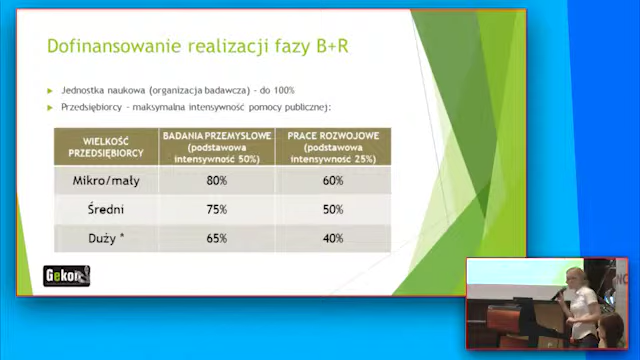 Dofinansowanie realizacji fazy B+R
Jednostka naukowa (organizacja badawcza) – do 100%
Przedsiębiorcy – maksymalna intensywność pomocy publicznej:
WIELKOŚĆ PRZEDSIĘBIORCY
BADANIA PRZEMYSŁOWE (podstawowa intensywność 50%)
PRACE ROZWOJOWE (podstawowa intensywność 25%)
Mikro/mały 80% 60%
Średni 75% 50%
Duży * 65% 40%
Gekon